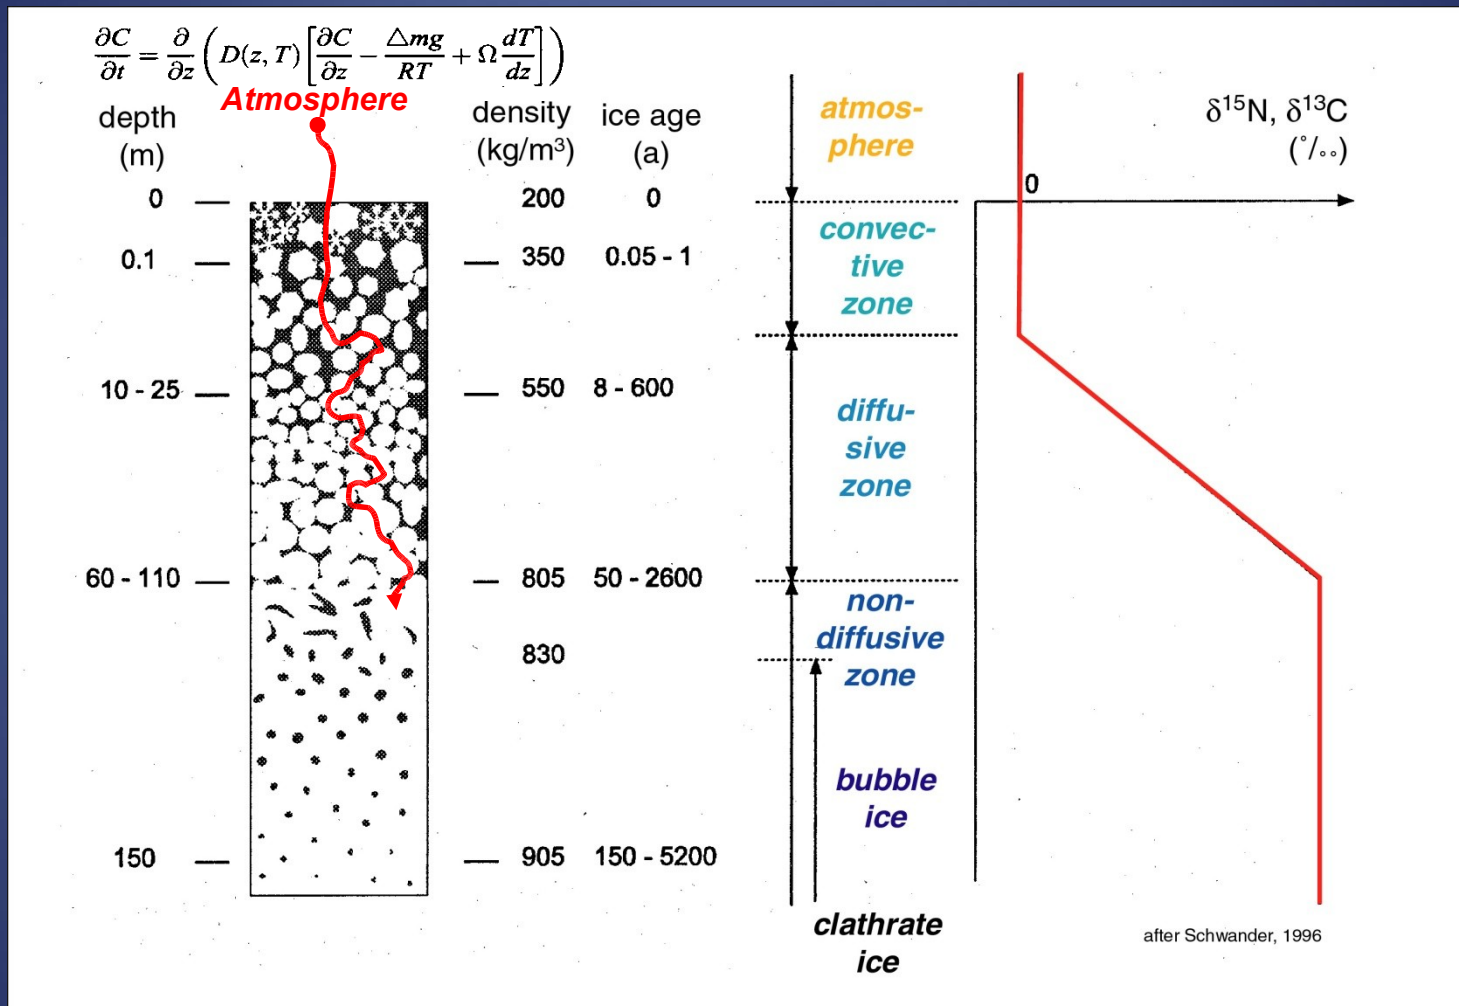 ∂C/∂t = ∂/∂z ( D(z, T) [ ∂C/∂z − △mg/RT + Ω dT/dz ] )
Atmosphere
depth
(m)
density
(kg/m³)
ice age
(a)
0
200
0
0.1
350
0.05 - 1
10 - 25
550
8 - 600
60 - 110
805
50 - 2600
830
150
905
150 - 5200
atmos-
phere
convec-
tive
zone
diffu-
sive
zone
non-
diffusive
zone
bubble
ice
clathrate
ice
δ¹⁵N, δ¹³C
(°/₀₀)
0
after Schwander, 1996